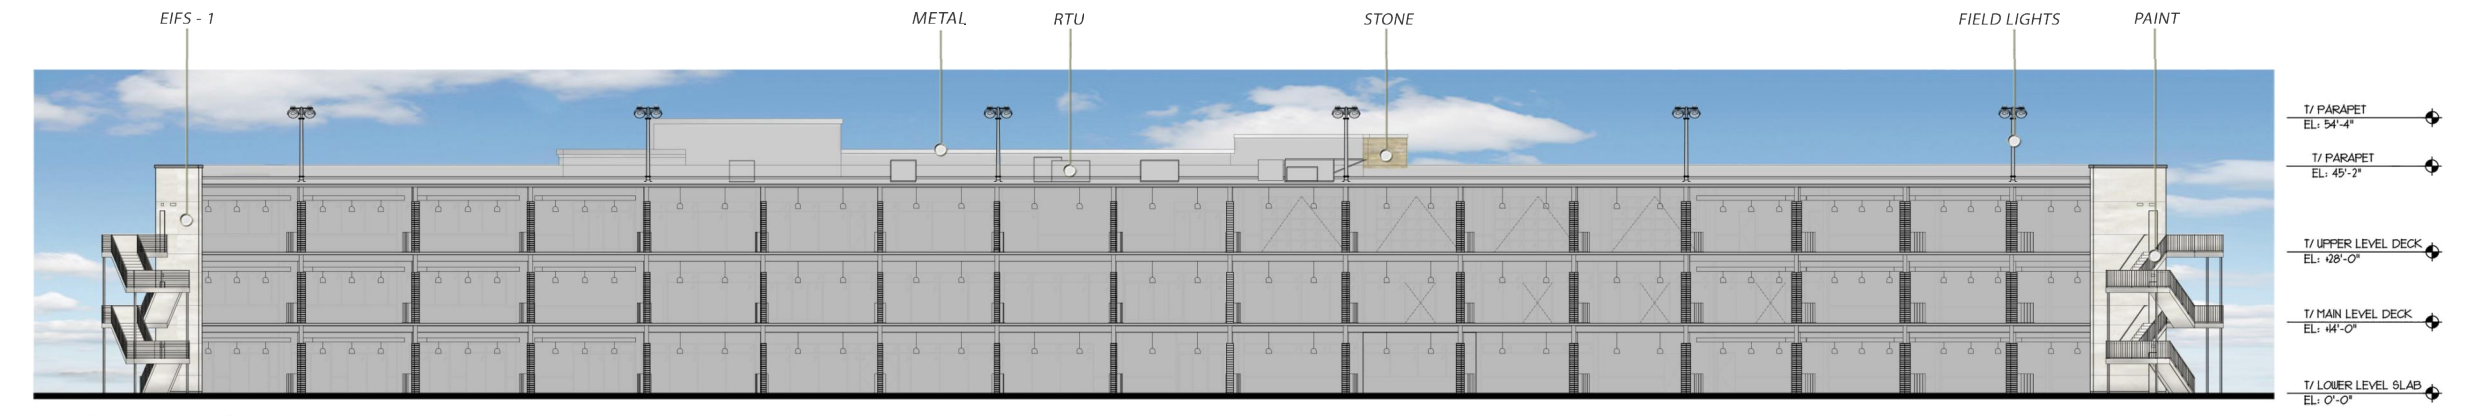 EIFS - 1
METAL
RTU
STONE
FIELD LIGHTS
PAINT
T/ PARAPET
EL: 54'-4"
T/ PARAPET
EL: 45'-2"
T/ UPPER LEVEL DECK
EL: +28'-0"
T/ MAIN LEVEL DECK
EL: +14'-0"
T/ LOWER LEVEL SLAB
EL: 0'-0"